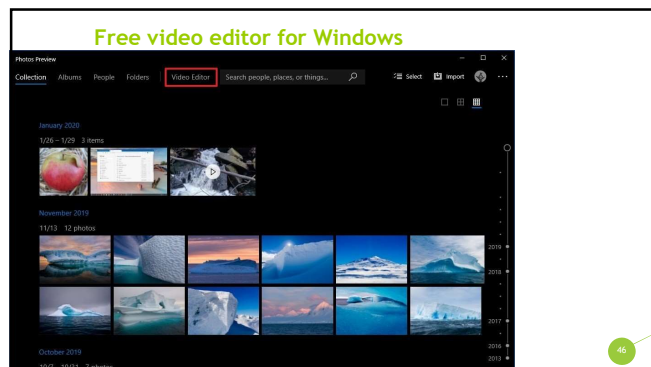 Free video editor for Windows
Photos Preview
Collection Albums People Folders Video Editor Search people, places, or things... Select Import
January 2020
1/26 – 1/29 3 items
November 2019
11/13 12 photos
2019
2018
2017
2016
2013
October 2019
46